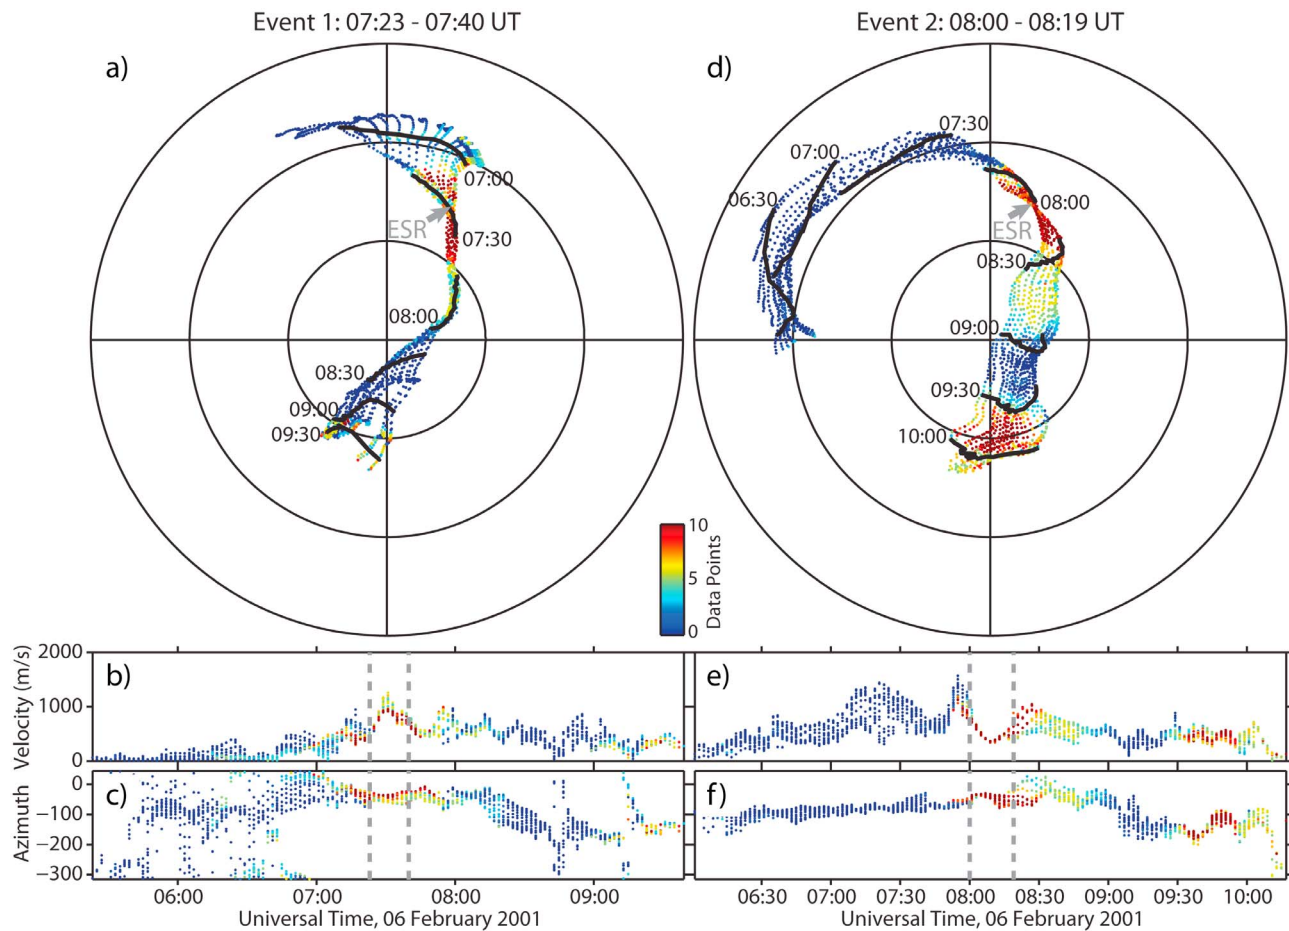 Event 1: 07:23 - 07:40 UT
Event 2: 08:00 - 08:19 UT
a)
07:00
ESR
07:30
08:00
08:30
09:00
09:30
d)
07:30
07:00
06:30
08:00
ESR
08:30
09:00
09:30
10:00
10
5
0
Data Points
Velocity (m/s)
2000
1000
0
b)
e)
Azimuth
0
−100
−200
−300
c)
f)
06:00 07:00 08:00 09:00
Universal Time, 06 February 2001
06:30 07:00 07:30 08:00 08:30 09:00 09:30 10:00
Universal Time, 06 February 2001